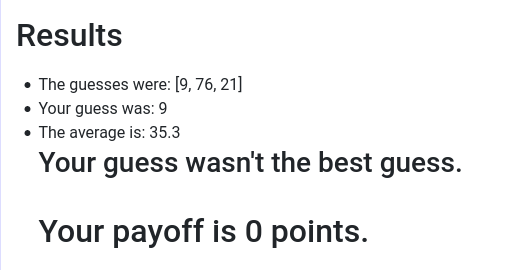 Results
• The guesses were: [9, 76, 21]
• Your guess was: 9
• The average is: 35.3
Your guess wasn't the best guess.
Your payoff is 0 points.